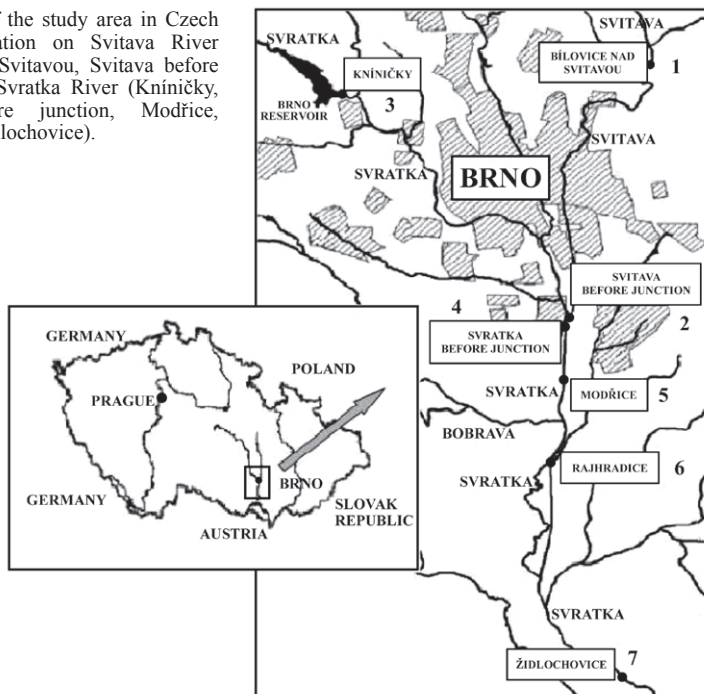 f the study area in Czech
ation on Svitava River
Svitavou, Svitava before
Svratka River (Kníničky,
re junction, Modřice,
lochovice).
SVRATKA
SVITAVA
KNÍNIČKY
BÍLOVICE NAD
SVITAVOU
1
3
BRNO
RESERVOIR
SVITAVA
SVRATKA
BRNO
SVITAVA
BEFORE JUNCTION
4
2
SVRATKA
BEFORE JUNCTION
SVRATKA
MODŘICE
5
BOBRAVA
RAJHRADICE
6
SVRATKA
SVRATKA
ŽIDLOCHOVICE
7
GERMANY
POLAND
PRAGUE
BRNO
GERMANY
SLOVAK
REPUBLIC
AUSTRIA